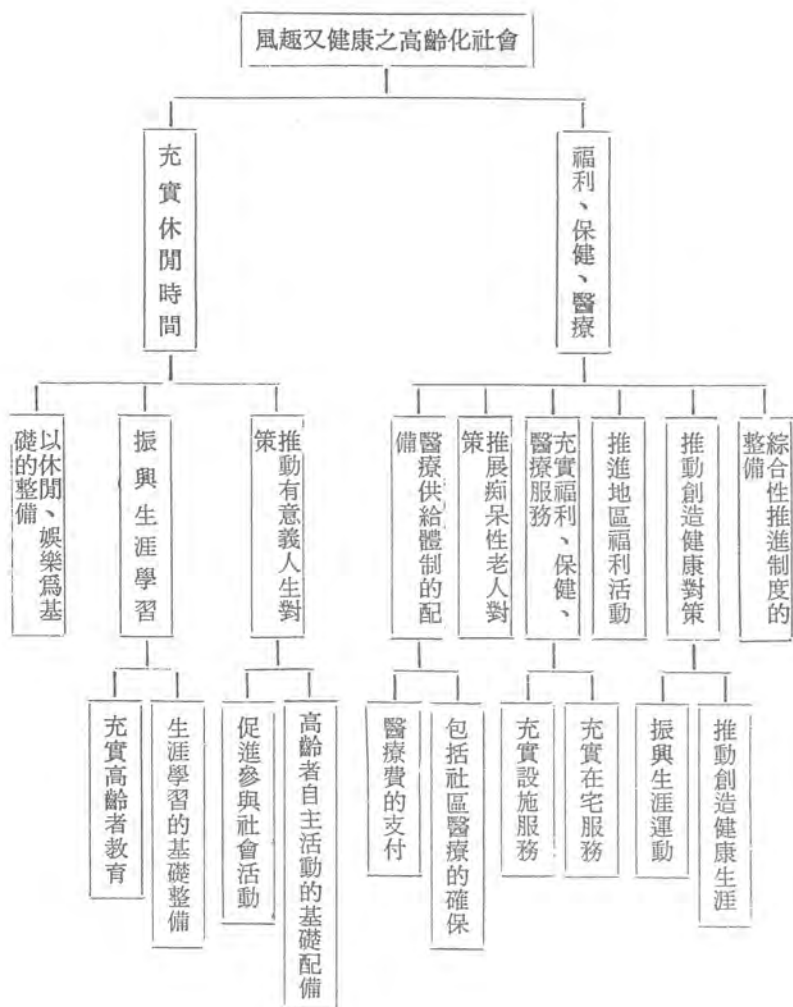 風趣又健康之高齡化社會
福利、保健、醫療
充實休閒時間
綜合性推進制度的
整備
推動創造健康對策
推進地區福利活動
充實福利、保健、
醫療服務
推展痴呆性老人對
策
醫療供給體制的配
備
推動有意義人生對
策
振興生涯學習
以休閒、娛樂爲基
礎的整備
推動創造健康生涯
振興生涯運動
充實在宅服務
充實設施服務
包括社區醫療的確保
醫療費的支付
高齡者自主活動的基礎配備
促進參與社會活動
生涯學習的基礎整備
充實高齡者教育